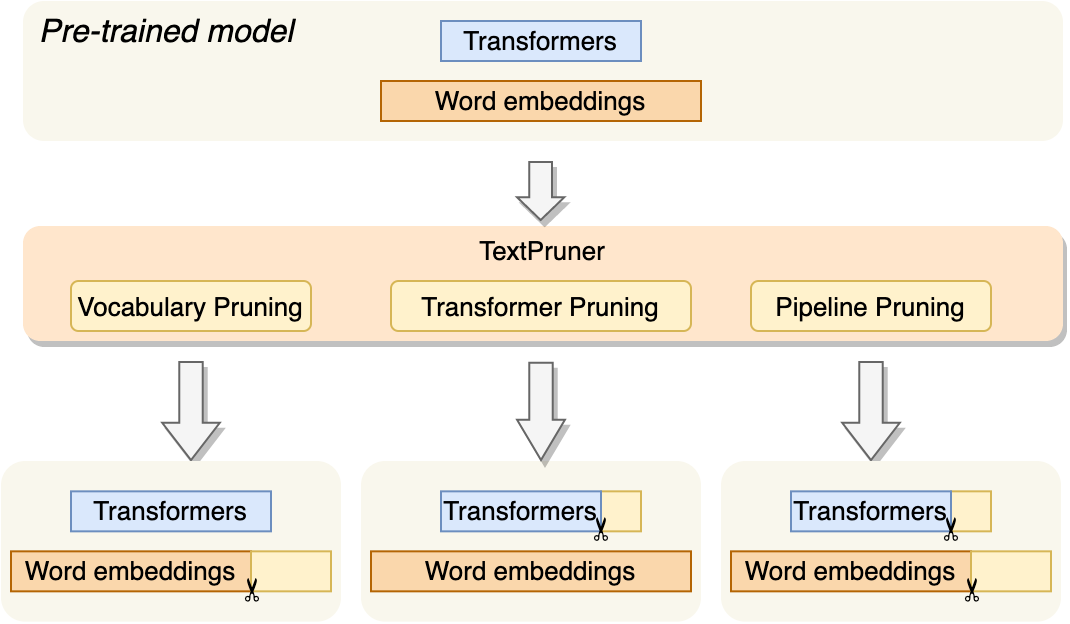 Pre-trained model
Transformers
Word embeddings
TextPruner
Vocabulary Pruning
Transformer Pruning
Pipeline Pruning
Transformers
Word embeddings
Transformers
Word embeddings
Transformers
Word embeddings